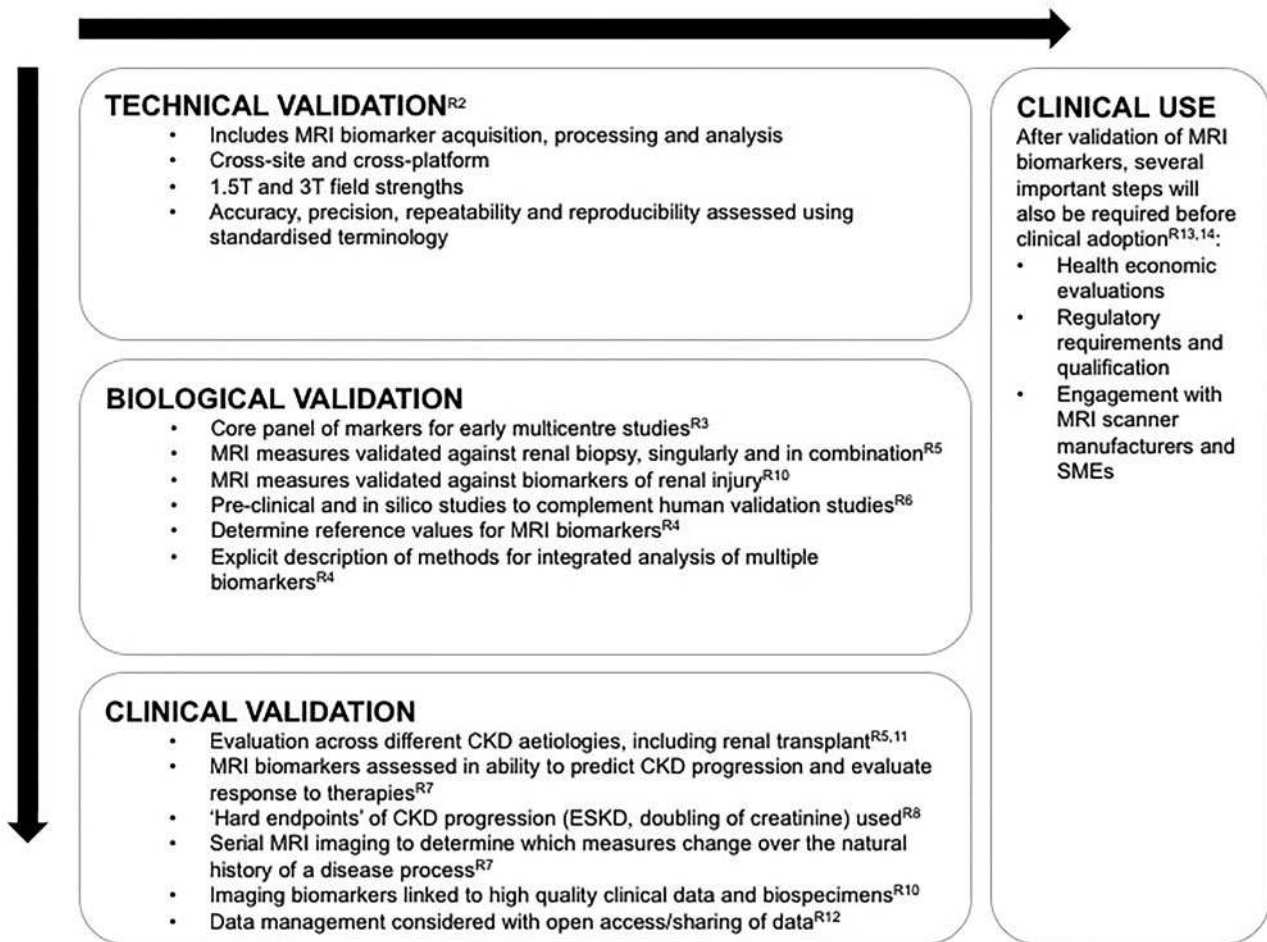 TECHNICAL VALIDATIONR2
• Includes MRI biomarker acquisition, processing and analysis
• Cross-site and cross-platform
• 1.5T and 3T field strengths
• Accuracy, precision, repeatability and reproducibility assessed using
standardised terminology
BIOLOGICAL VALIDATION
• Core panel of markers for early multicentre studiesR3
• MRI measures validated against renal biopsy, singularly and in combinationR5
• MRI measures validated against biomarkers of renal injuryR10
• Pre-clinical and in silico studies to complement human validation studiesR6
• Determine reference values for MRI biomarkersR4
• Explicit description of methods for integrated analysis of multiple
biomarkersR4
CLINICAL VALIDATION
• Evaluation across different CKD aetiologies, including renal transplantR5,11
• MRI biomarkers assessed in ability to predict CKD progression and evaluate
response to therapiesR7
• ‘Hard endpoints’ of CKD progression (ESKD, doubling of creatinine) usedR8
• Serial MRI imaging to determine which measures change over the natural
history of a disease processR7
• Imaging biomarkers linked to high quality clinical data and biospecimensR10
• Data management considered with open access/sharing of dataR12
CLINICAL USE
After validation of MRI
biomarkers, several
important steps will
also be required before
clinical adoptionR13,14:
• Health economic
evaluations
• Regulatory
requirements and
qualification
• Engagement with
MRI scanner
manufacturers and
SMEs